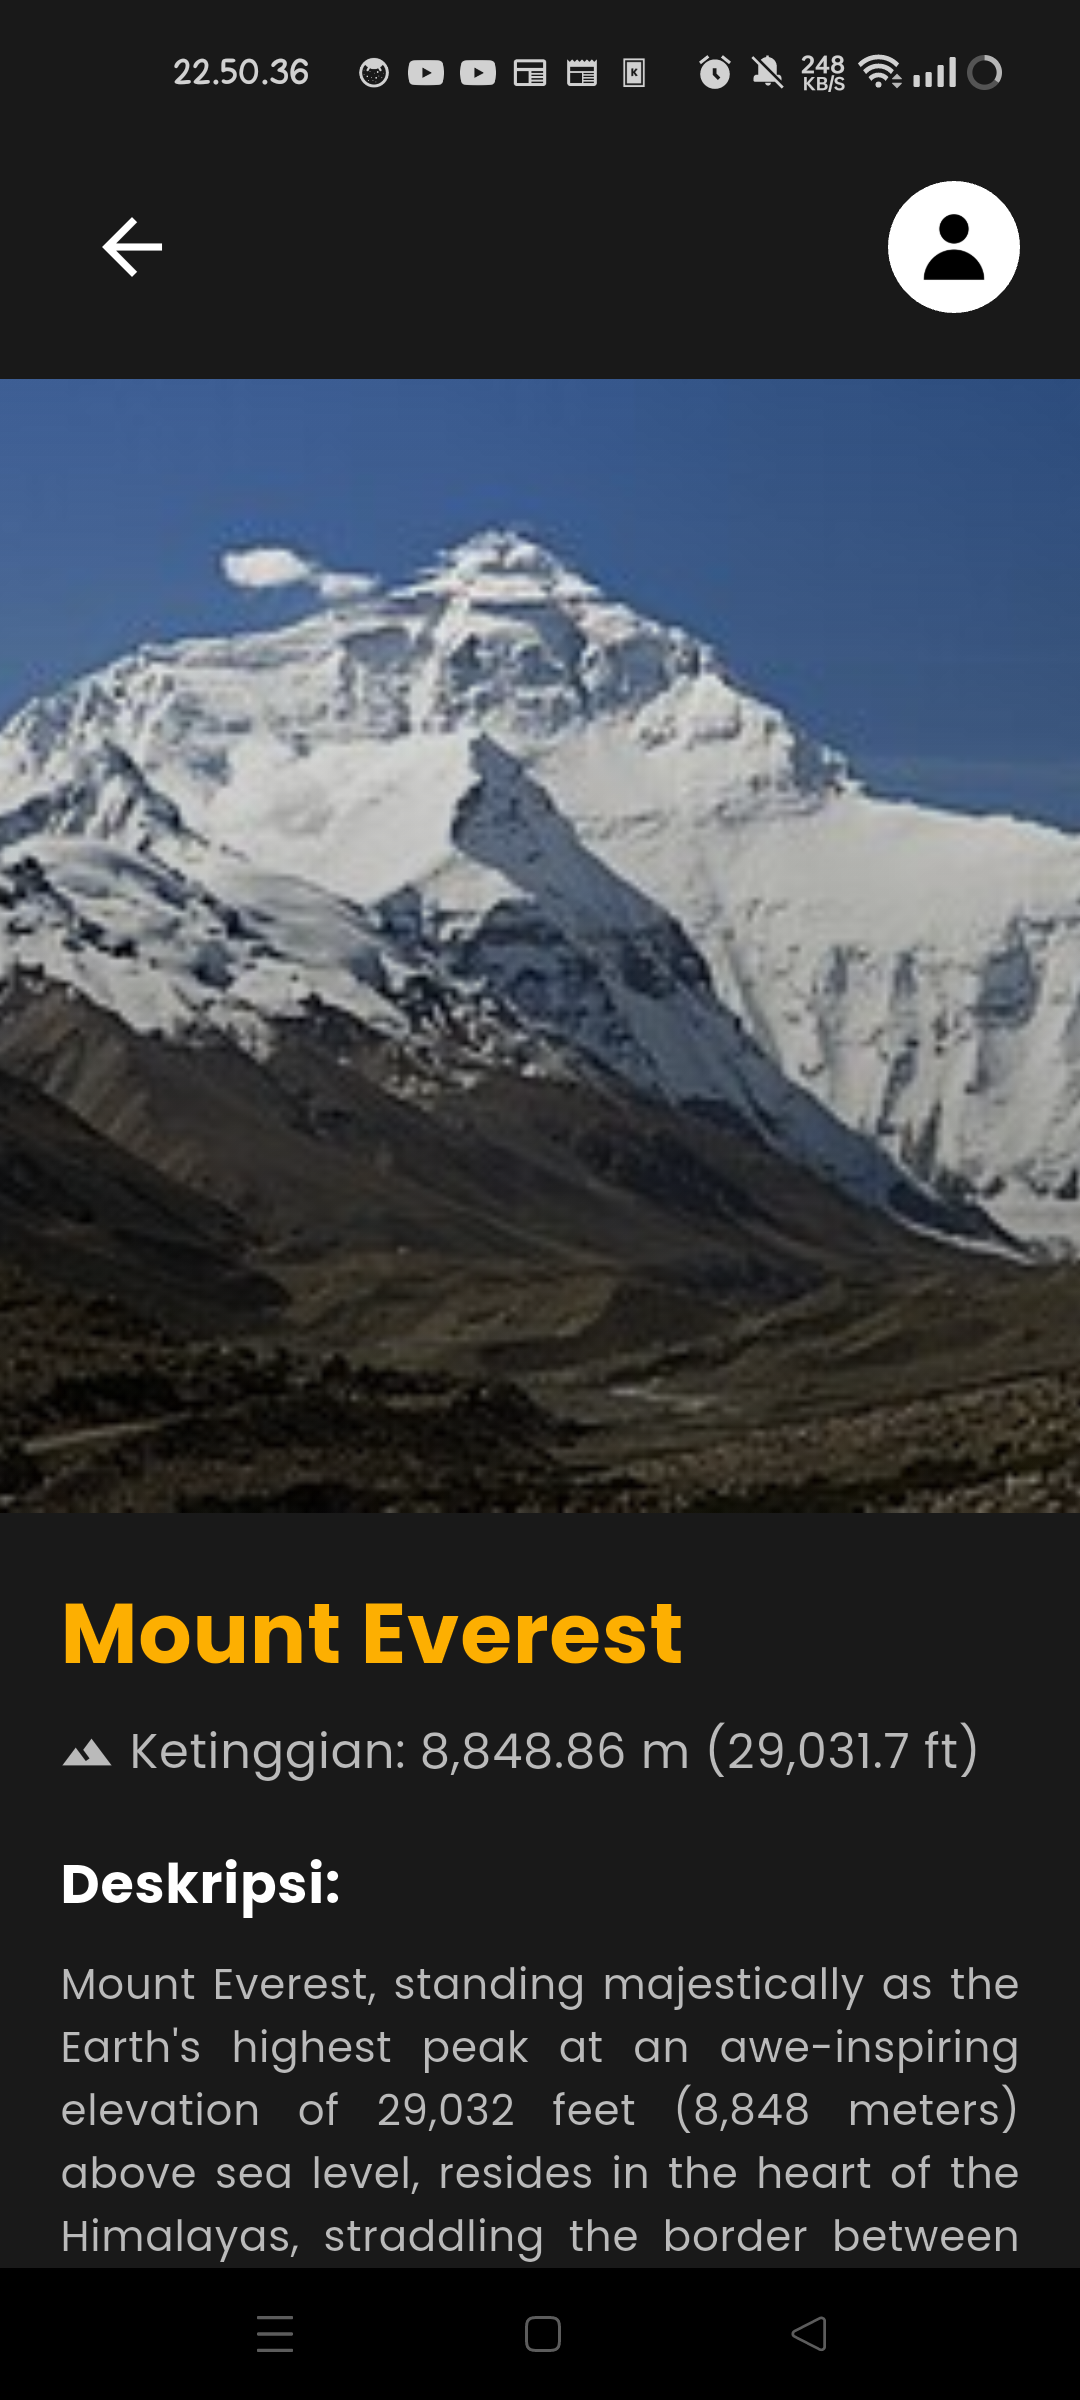 22.50.36
248
KB/S
K
Mount Everest
Ketinggian: 8,848.86 m (29,031.7 ft)
Deskripsi:
Mount Everest, standing majestically as the
Earth's highest peak at an awe-inspiring
elevation of 29,032 feet (8,848 meters)
above sea level, resides in the heart of the
Himalayas, straddling the border between